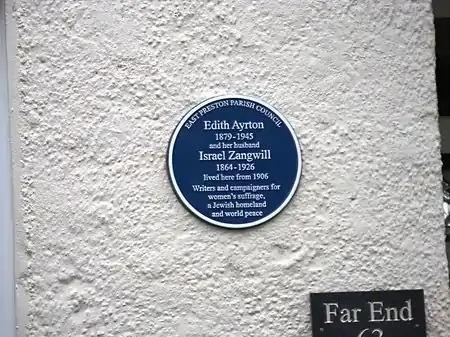 EAST PRESTON PARISH COUNCIL
Edith Ayrton
1879-1945
and her husband
Israel Zangwill
1864-1926
lived here from 1906
Writers and campaigners for
women's suffrage,
a Jewish homeland
and world peace
Far End
62